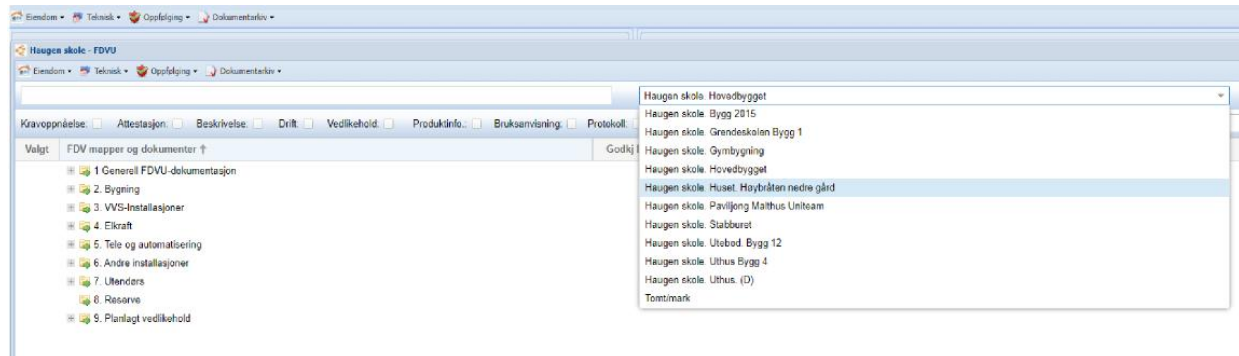 Eiendom Teknisk Oppfølging Dokumentarkiv
Haugen skole - FDVU
Eiendom Teknisk Oppfølging Dokumentarkiv
Haugen skole. Hovedbygget
Kravoppnåelse: Attestasjon: Beskrivelse: Drift: Vedlikehold: Produktinfo.: Bruksanvisning: Protokoll:
Valgt FDV mapper og dokumenter ↑ Godkj
1 Generell FDVU-dokumentasjon
2. Bygning
3. VVS-Installasjoner
4. Elkraft
5. Tele og automatisering
6. Andre installasjoner
7. Utendørs
8. Reserve
9. Planlagt vedlikehold
Haugen skole. Bygg 2015
Haugen skole. Grendeskolen Bygg 1
Haugen skole. Gymbygning
Haugen skole. Hovedbygget
Haugen skole. Huset. Høybråten nedre gård
Haugen skole. Paviljong Malthus Uniteam
Haugen skole. Stabburet
Haugen skole. Utebod. Bygg 12
Haugen skole. Uthus Bygg 4
Haugen skole. Uthus. (D)
Tomt/mark